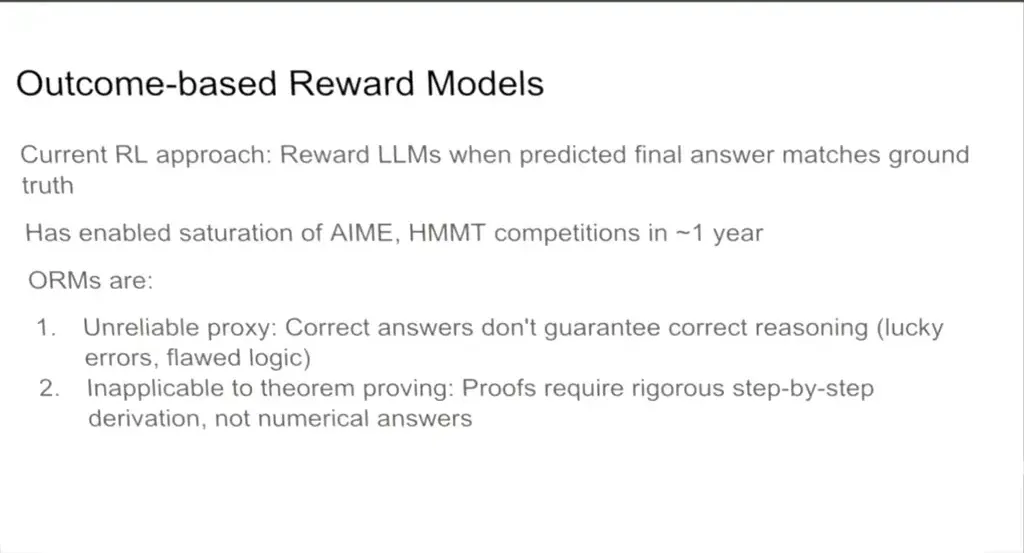 Outcome-based Reward Models
Current RL approach: Reward LLMs when predicted final answer matches ground
truth
Has enabled saturation of AIME, HMMT competitions in ~1 year
ORMs are:
1. Unreliable proxy: Correct answers don't guarantee correct reasoning (lucky
errors, flawed logic)
2. Inapplicable to theorem proving: Proofs require rigorous step-by-step
derivation, not numerical answers